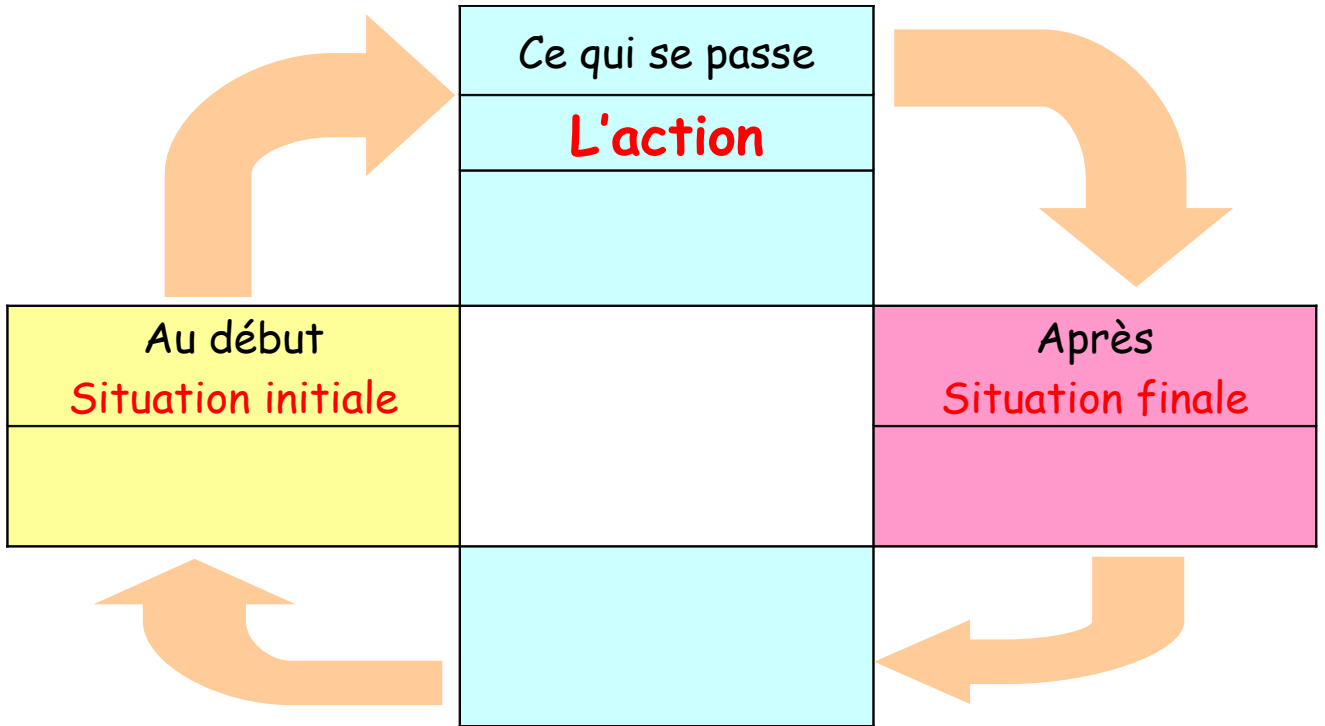 Ce qui se passe
L'action
Au début
Situation initiale
Après
Situation finale